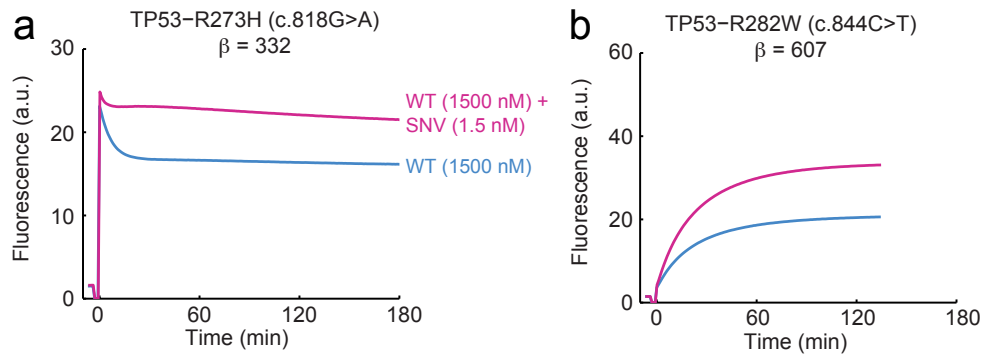 a
TP53−R273H (c.818G>A)
β = 332
Fluorescence (a.u.)
30
20
10
0
0
60
120
180
Time (min)
WT (1500 nM) +
SNV (1.5 nM)
WT (1500 nM)
b
TP53−R282W (c.844C>T)
β = 607
Fluorescence (a.u.)
60
40
20
0
0
60
120
180
Time (min)